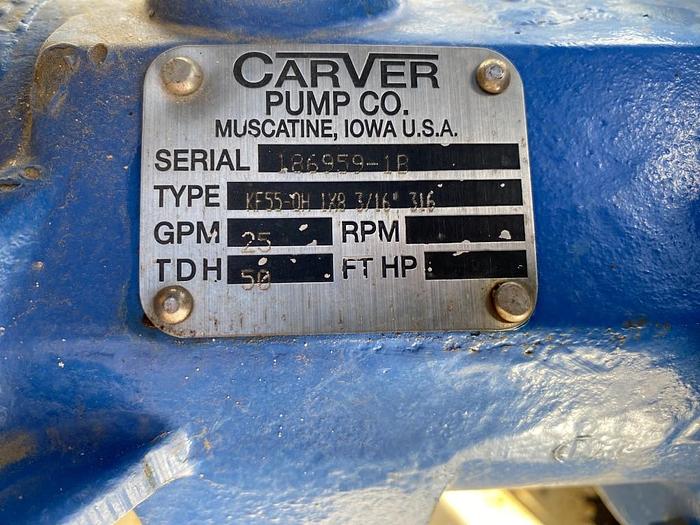 CARVER
PUMP CO.
MUSCATINE, IOWA U.S.A.
SERIAL 186959-1B
TYPE KF55-OH 1X8 3/16" 316
GPM 25 RPM
TDH 50 FT HP